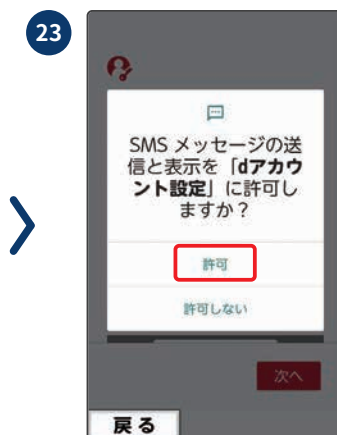 23
SMS メッセージの送
信と表示を「dアカウ
ント設定」に許可し
ますか？
許可
許可しない
次へ
戻る